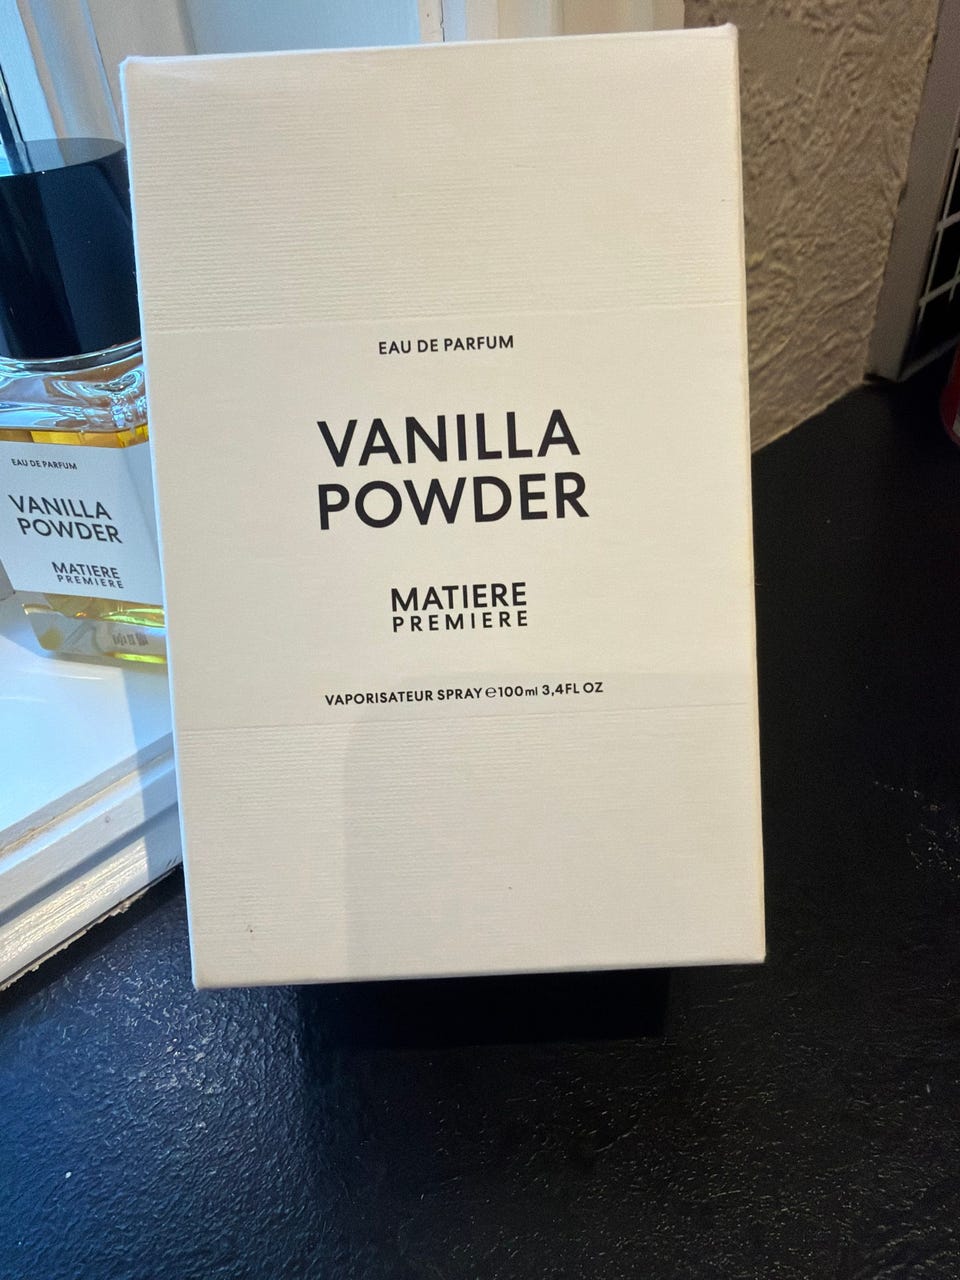 EAU DE PARFUM
VANILLA
POWDER
MATIERE
PREMIERE
VAPORISATEUR SPRAY ℮100ml 3,4FL OZ
EAU DE PARFUM
VANILLA
POWDER
MATIERE
PREMIERE